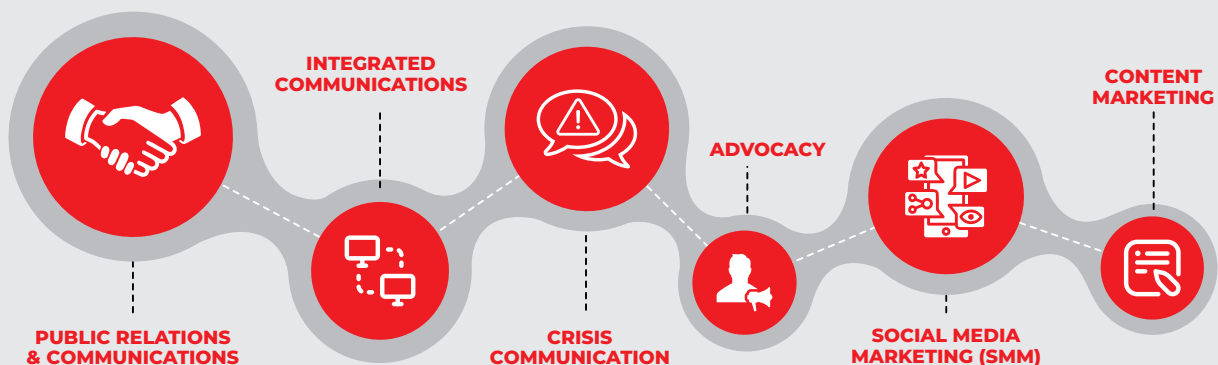 PUBLIC RELATIONS
& COMMUNICATIONS
INTEGRATED
COMMUNICATIONS
CRISIS
COMMUNICATION
ADVOCACY
SOCIAL MEDIA
MARKETING (SMM)
CONTENT
MARKETING